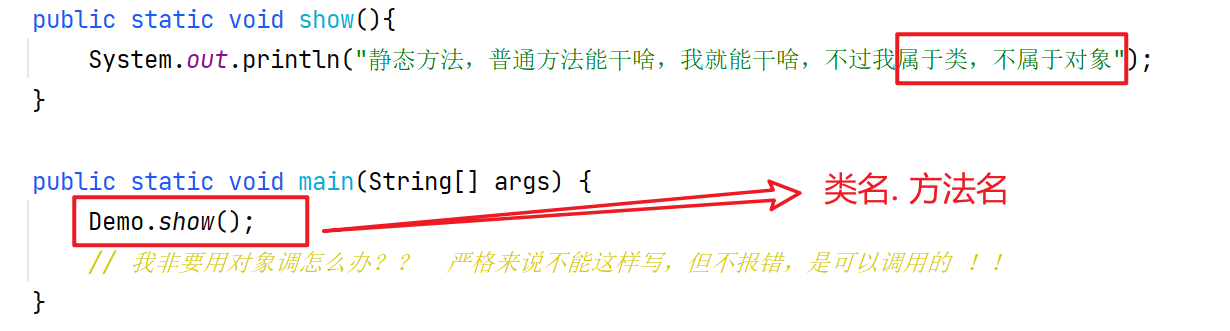 public static void show(){
System.out.println("静态方法，普通方法能干啥，我就能干啥，不过我属于类，不属于对象");
}
public static void main(String[] args) {
Demo.show();
类名. 方法名
// 我非要用对象调怎么办？？ 严格来说不能这样写，但不报错，是可以调用的 ！！
}